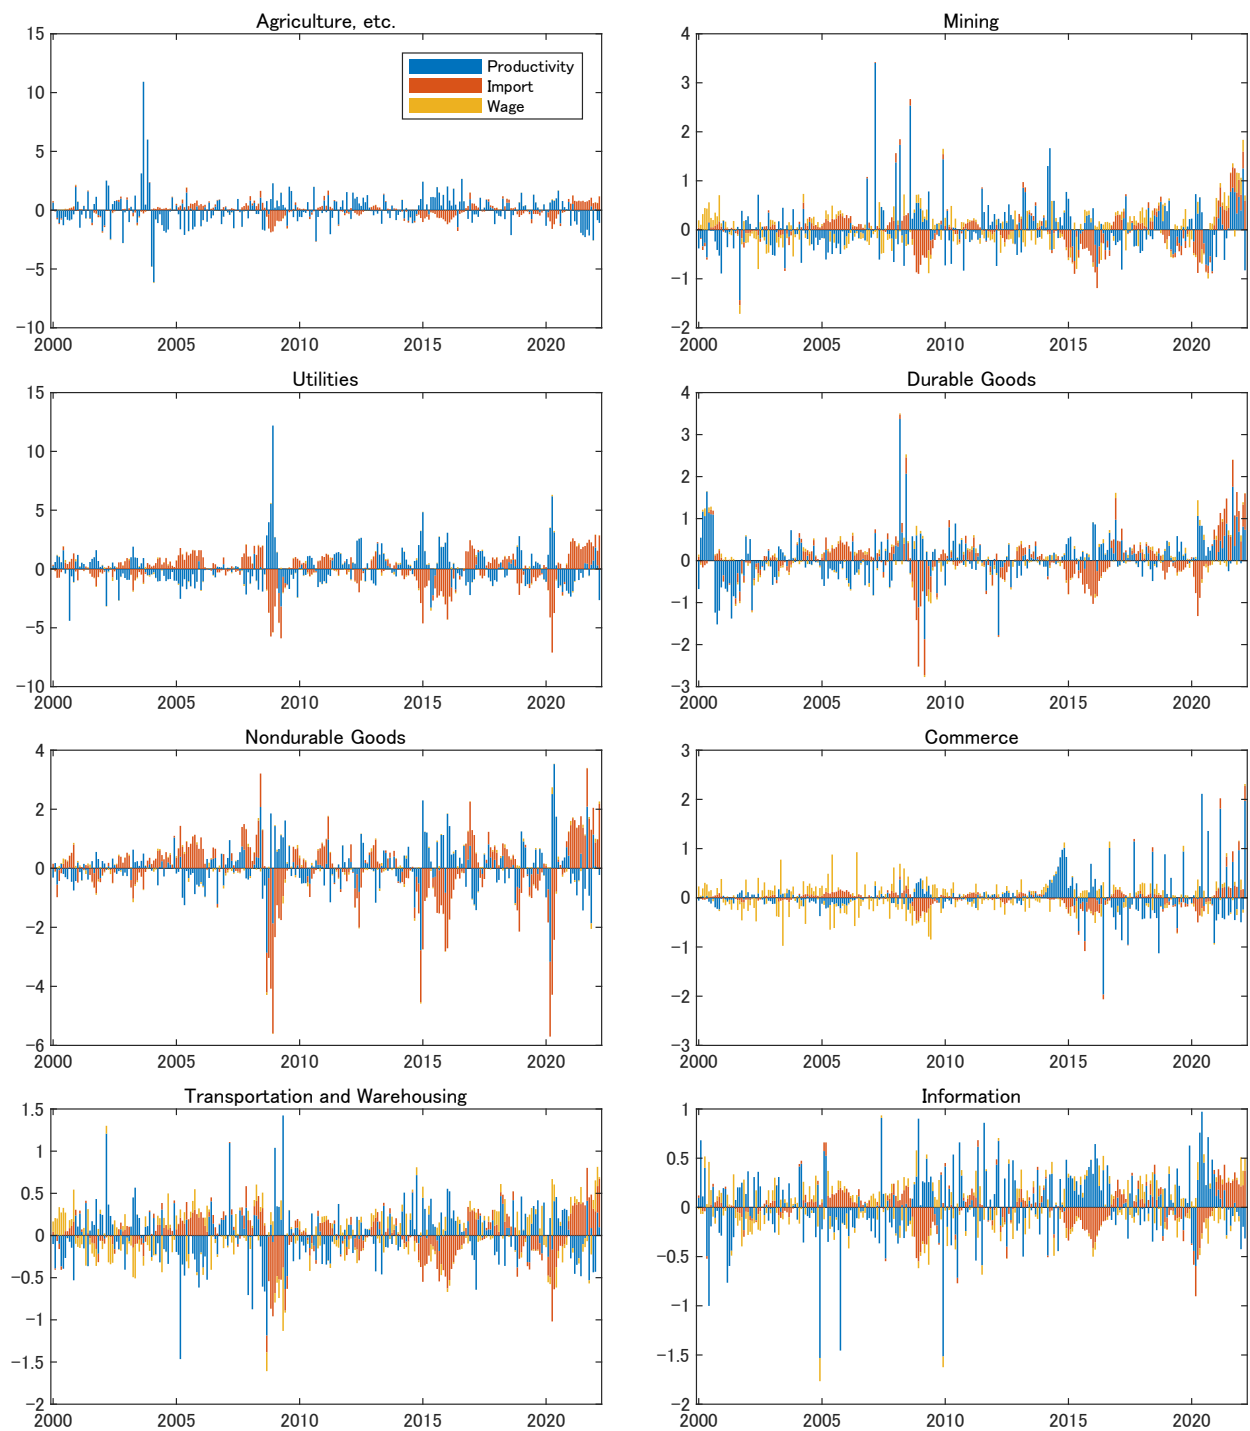 Agriculture, etc.
15
10
5
0
−5
−10
2000 2005 2010 2015 2020
Productivity
Import
Wage
Mining
4
3
2
1
0
−1
−2
2000 2005 2010 2015 2020
Utilities
15
10
5
0
−5
−10
2000 2005 2010 2015 2020
Durable Goods
4
3
2
1
0
−1
−2
−3
2000 2005 2010 2015 2020
Nondurable Goods
4
2
0
−2
−4
−6
2000 2005 2010 2015 2020
Commerce
3
2
1
0
−1
−2
−3
2000 2005 2010 2015 2020
Transportation and Warehousing
1.5
1
0.5
0
−0.5
−1
−1.5
−2
2000 2005 2010 2015 2020
Information
1
0.5
0
−0.5
−1
−1.5
−2
2000 2005 2010 2015 2020